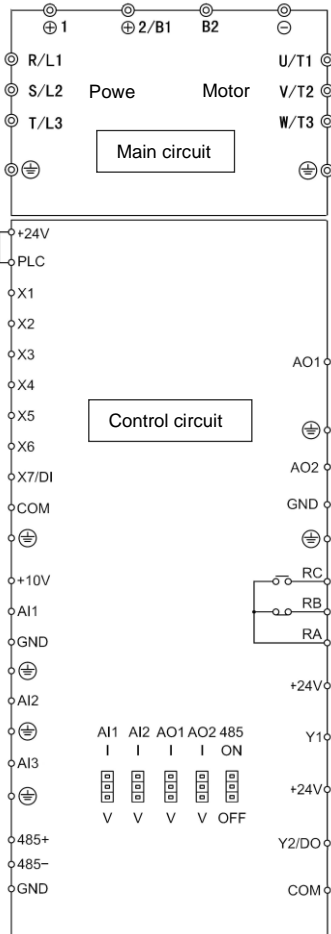 ⊕ 1 ⊕ 2/B1 B2 ⊖
R/L1 U/T1
S/L2 Powe Motor V/T2
T/L3 W/T3
Main circuit
+24V
PLC
X1
X2
X3
AO1
X4
X5
Control circuit
X6
AO2
X7/DI
GND
COM
RC
+10V
RB
AI1
RA
GND
+24V
AI2
AI1 AI2 AO1 AO2 485
Y1
I I I I ON
AI3
+24V
V V V V OFF
485+
Y2/DO
485−
GND
COM